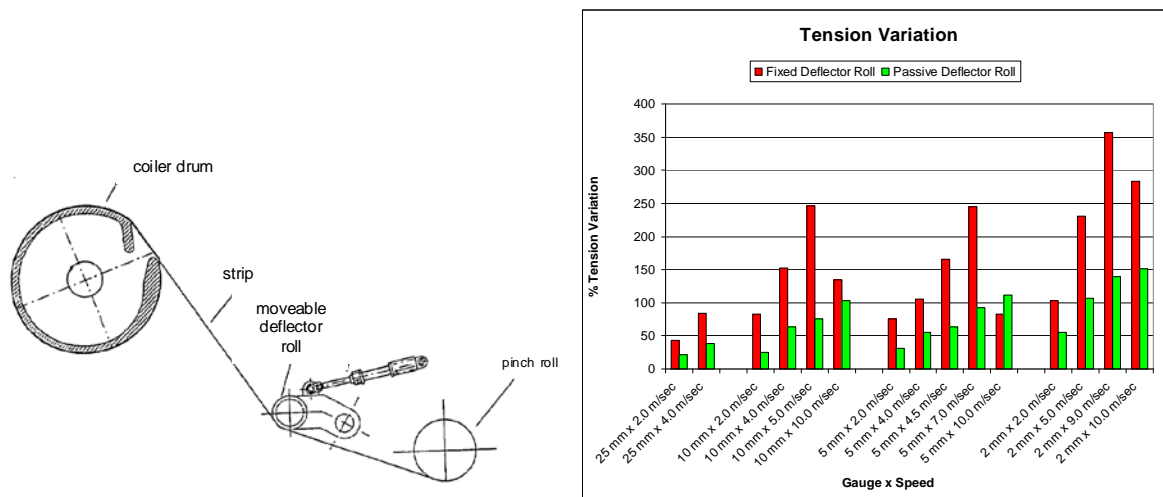 coiler drum
strip
moveable
deflector
roll
pinch roll
Tension Variation
Fixed Deflector Roll Passive Deflector Roll
400
350
300
250
200
150
100
50
0
% Tension Variation
25 mm x 2.0 m/sec
25 mm x 4.0 m/sec
10 mm x 2.0 m/sec
10 mm x 4.0 m/sec
10 mm x 5.0 m/sec
10 mm x 10.0 m/sec
5 mm x 2.0 m/sec
5 mm x 4.0 m/sec
5 mm x 4.5 m/sec
5 mm x 7.0 m/sec
5 mm x 10.0 m/sec
2 mm x 2.0 m/sec
2 mm x 5.0 m/sec
2 mm x 9.0 m/sec
2 mm x 10.0 m/sec
Gauge x Speed